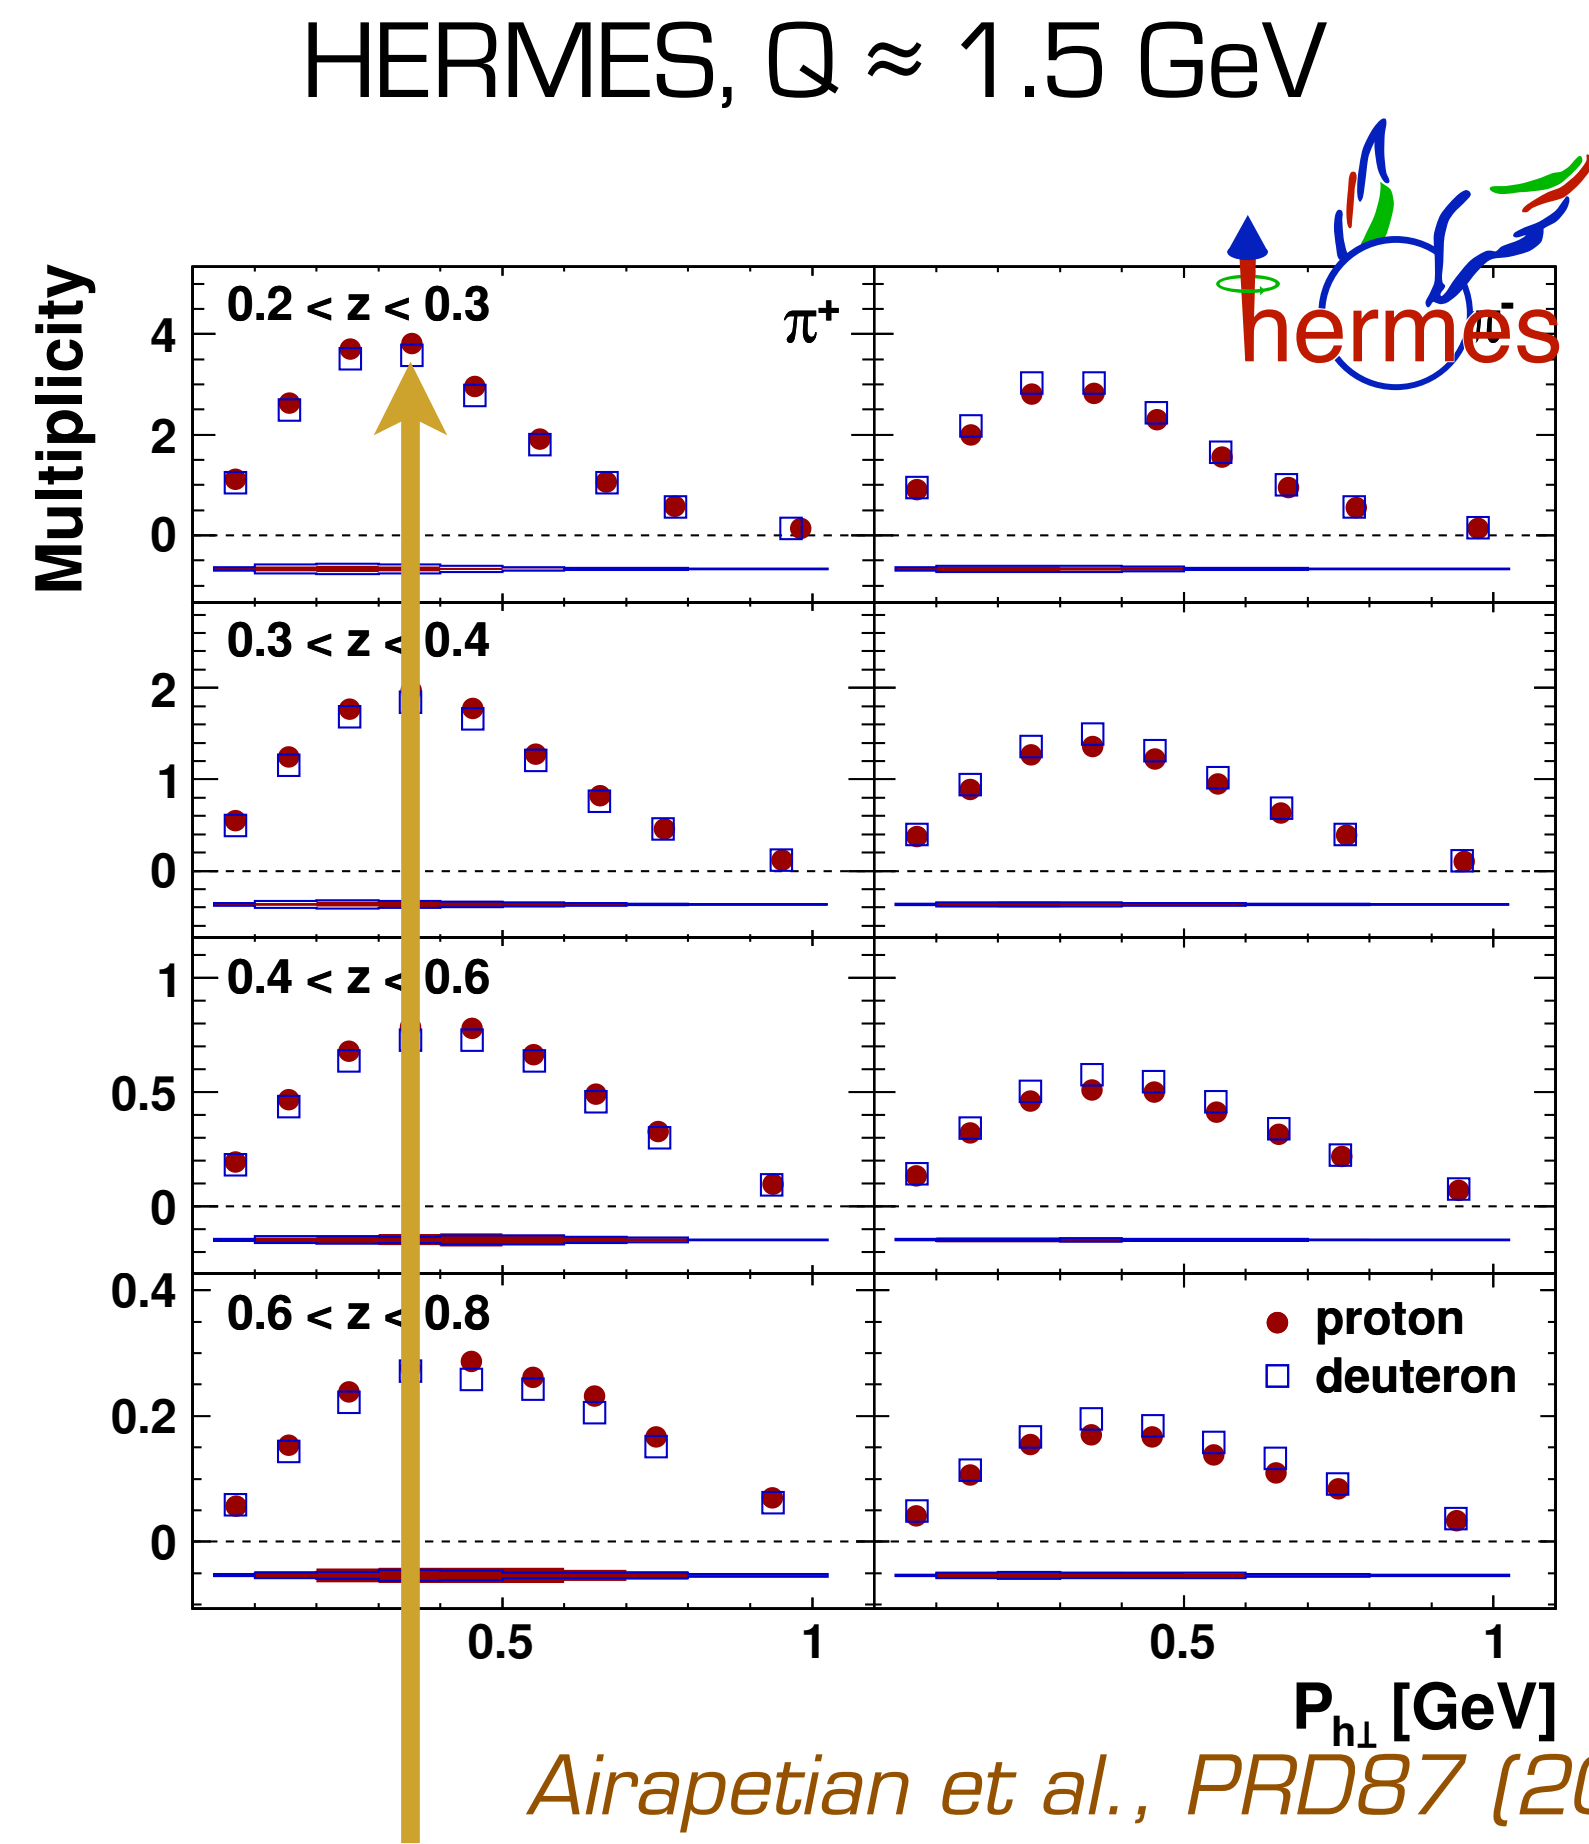 HERMES, Q ≈ 1.5 GeV
hermes
Multiplicity
0.2 < z < 0.3
π+
π-
4
2
0
0.3 < z < 0.4
2
1
0
0.4 < z < 0.6
1
0.5
0
0.6 < z < 0.8
0.4
0.2
0
proton
deuteron
0.5 1 0.5 1
Ph⊥ [GeV]
Airapetian et al., PRD87 (20